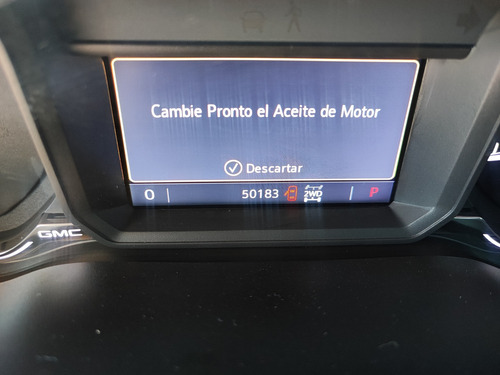 Cambie Pronto el Aceite de Motor
Descartar
0 50183 2WD P
GMC